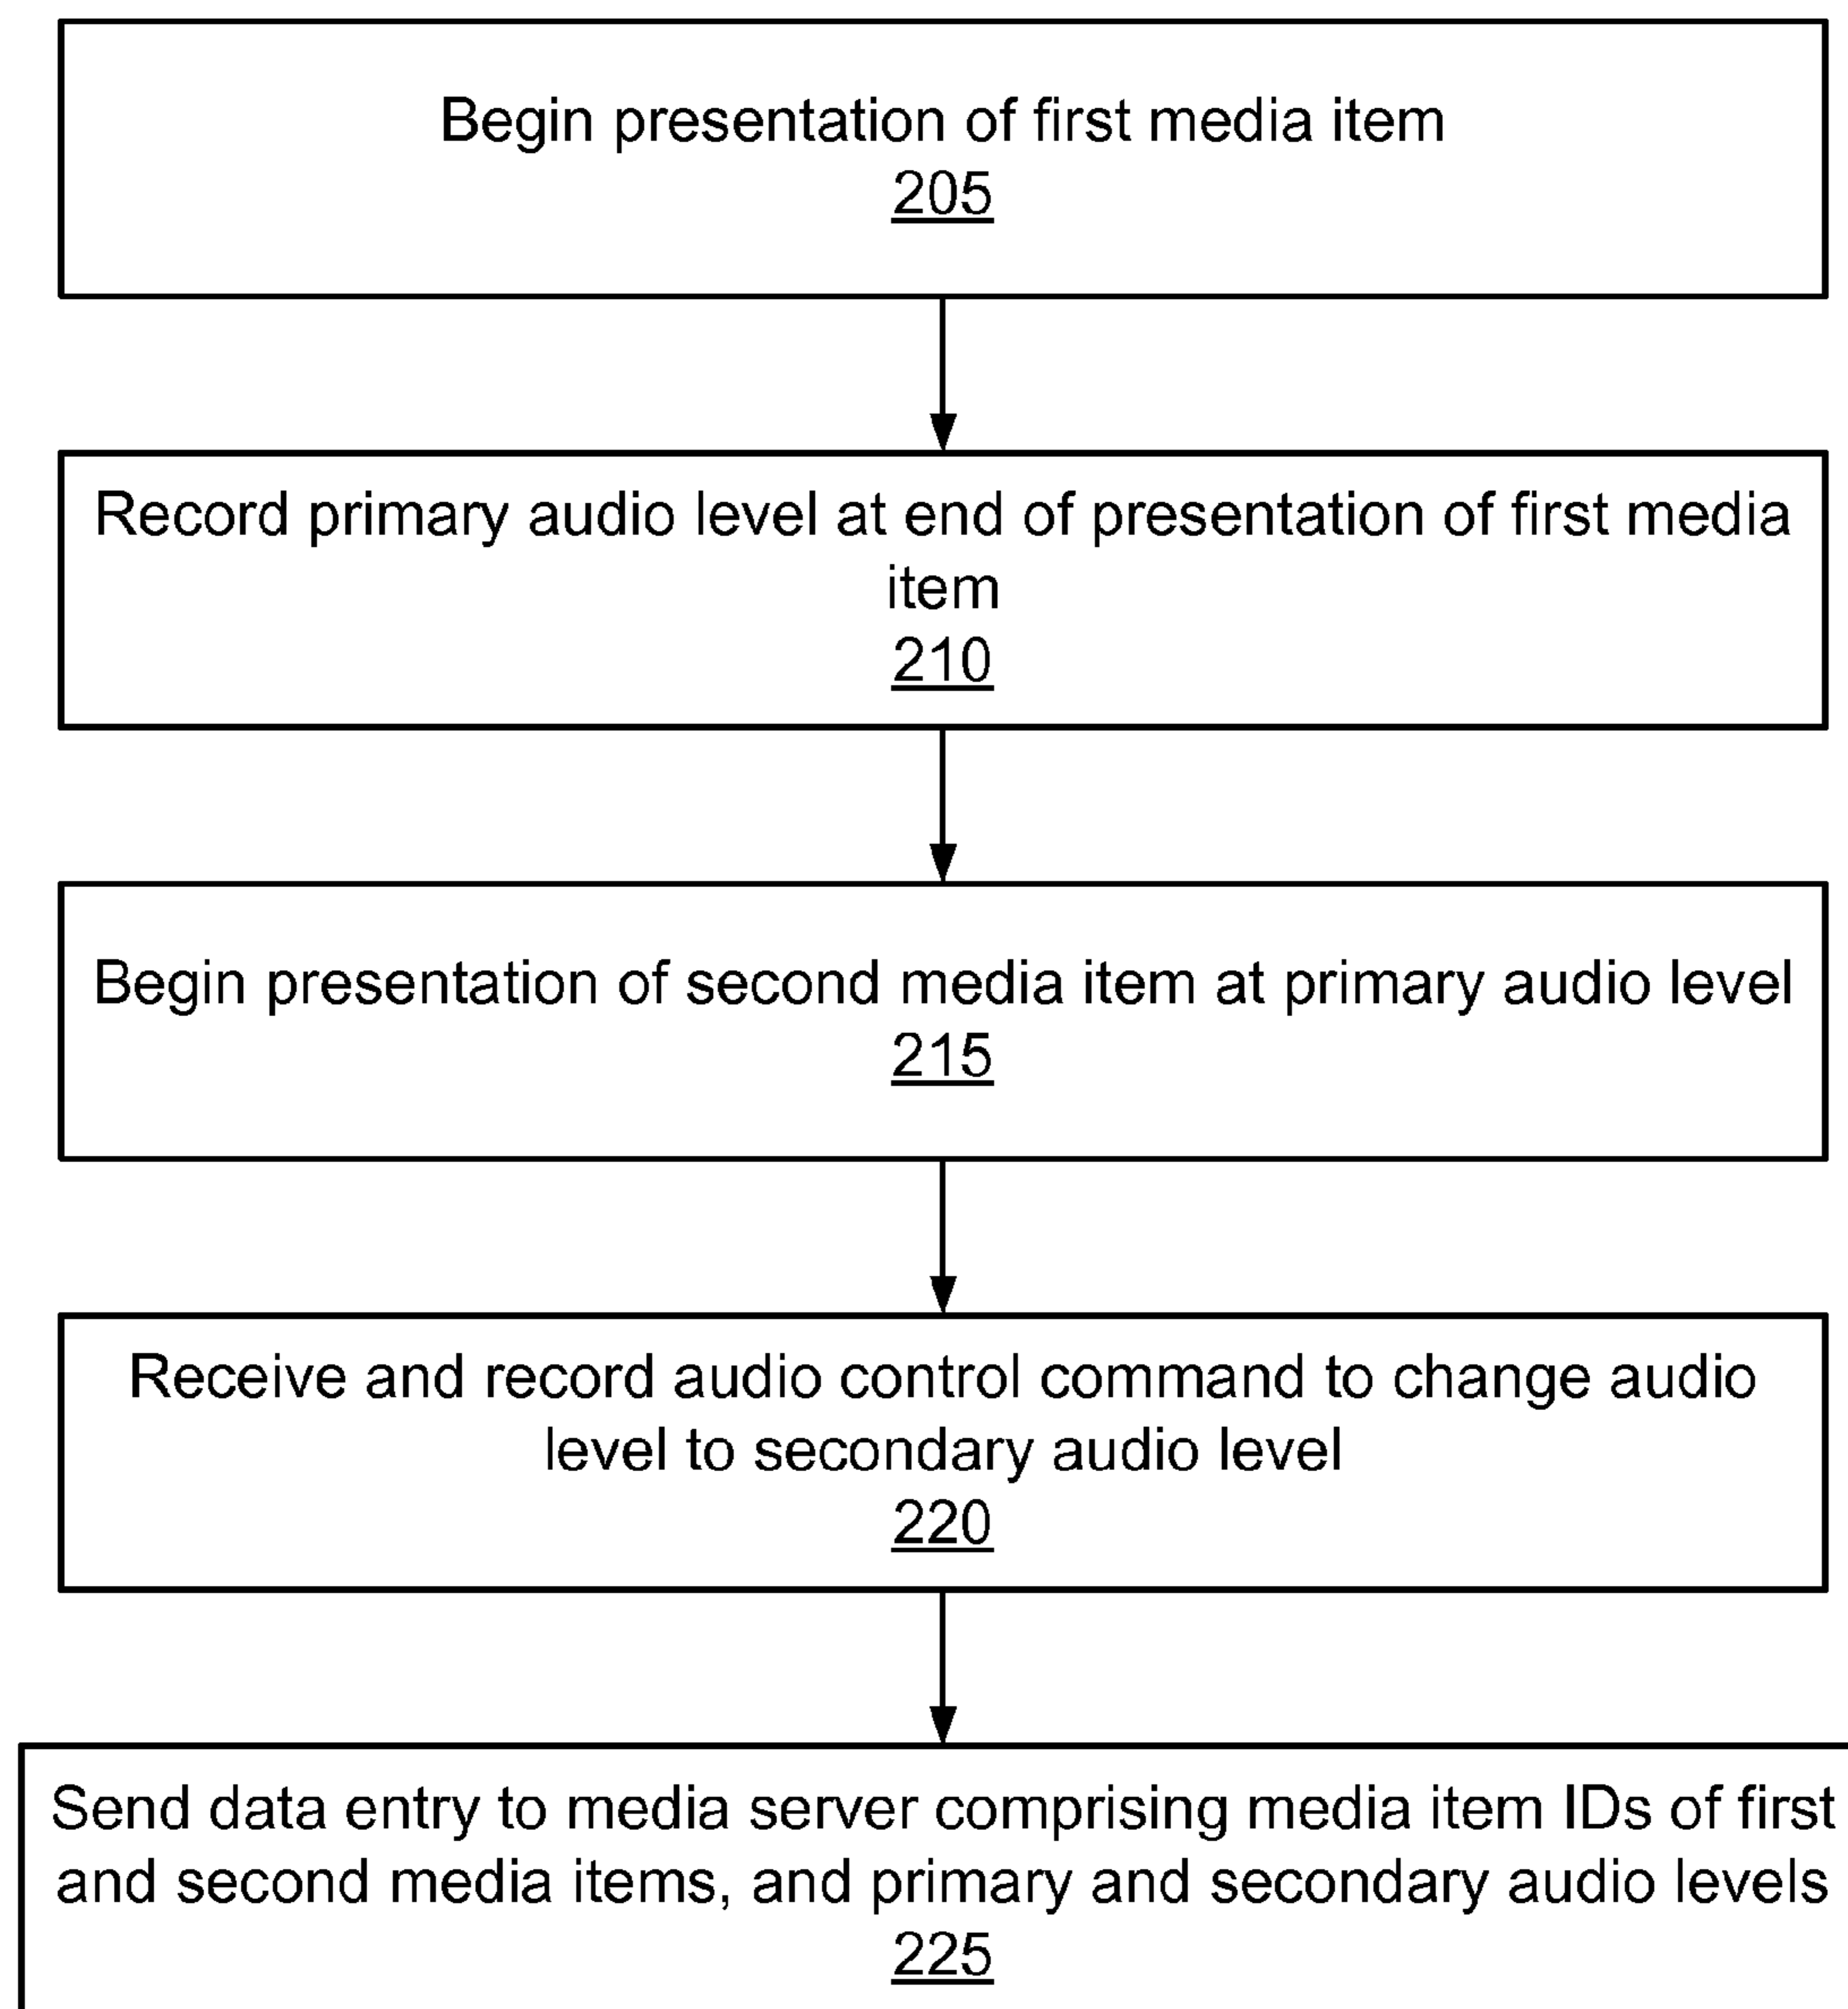 Begin presentation of first media item
205
Record primary audio level at end of presentation of first media
item
210
Begin presentation of second media item at primary audio level
215
Receive and record audio control command to change audio
level to secondary audio level
220
Send data entry to media server comprising media item IDs of first
and second media items, and primary and secondary audio levels
225